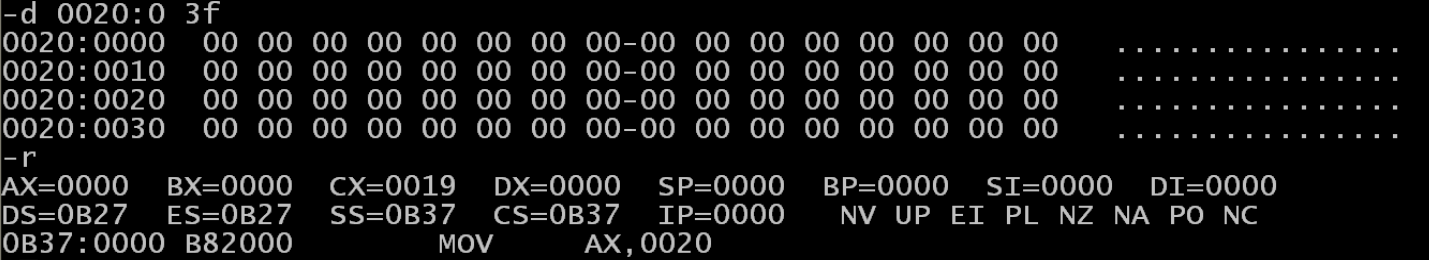 -d 0020:0 3f
0020:0000  00 00 00 00 00 00 00 00-00 00 00 00 00 00 00 00   ................
0020:0010  00 00 00 00 00 00 00 00-00 00 00 00 00 00 00 00   ................
0020:0020  00 00 00 00 00 00 00 00-00 00 00 00 00 00 00 00   ................
0020:0030  00 00 00 00 00 00 00 00-00 00 00 00 00 00 00 00   ................
-r
AX=0000  BX=0000  CX=0019  DX=0000  SP=0000  BP=0000  SI=0000  DI=0000
DS=0B27  ES=0B27  SS=0B37  CS=0B37  IP=0000   NV UP EI PL NZ NA PO NC
0B37:0000 B82000        MOV     AX,0020